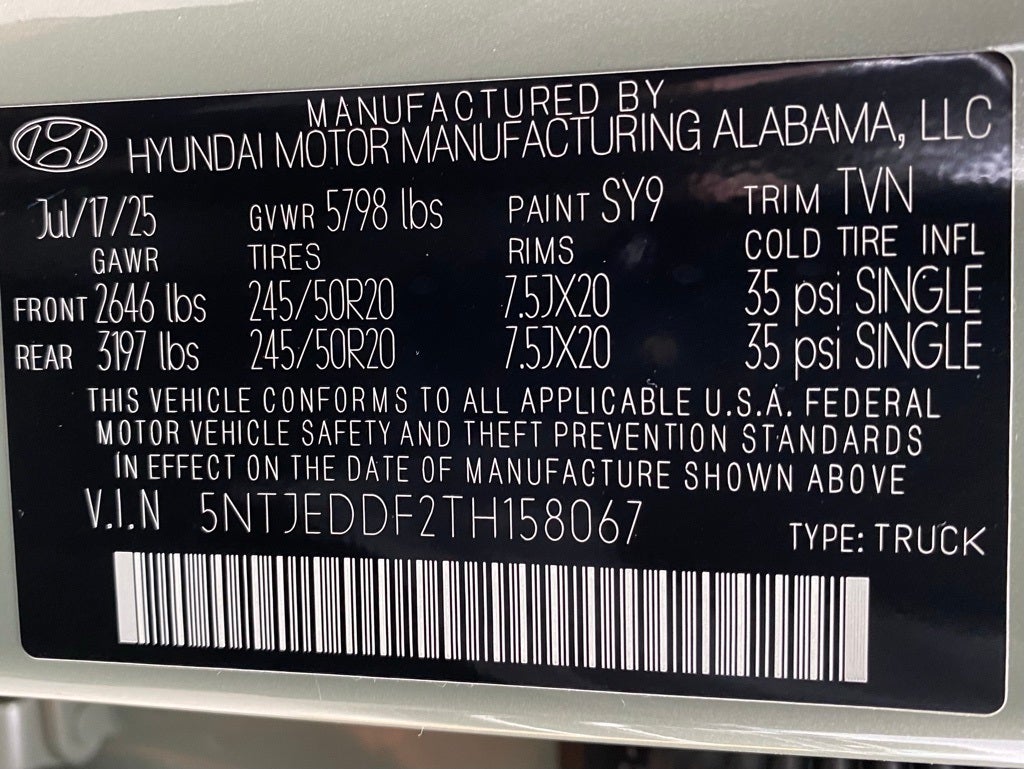 MANUFACTURED BY
HYUNDAI MOTOR MANUFACTURING ALABAMA, LLC
Jul/17/25 GVWR 5798 lbs PAINT SY9 TRIM TVN
GAWR TIRES RIMS COLD TIRE INFL
FRONT 2646 lbs 245/50R20 7.5JX20 35 psi SINGLE
REAR 3197 lbs 245/50R20 7.5JX20 35 psi SINGLE
THIS VEHICLE CONFORMS TO ALL APPLICABLE U.S.A. FEDERAL
MOTOR VEHICLE SAFETY AND THEFT PREVENTION STANDARDS
IN EFFECT ON THE DATE OF MANUFACTURE SHOWN ABOVE
V.I.N 5NTJEDDF2TH158067 TYPE: TRUCK